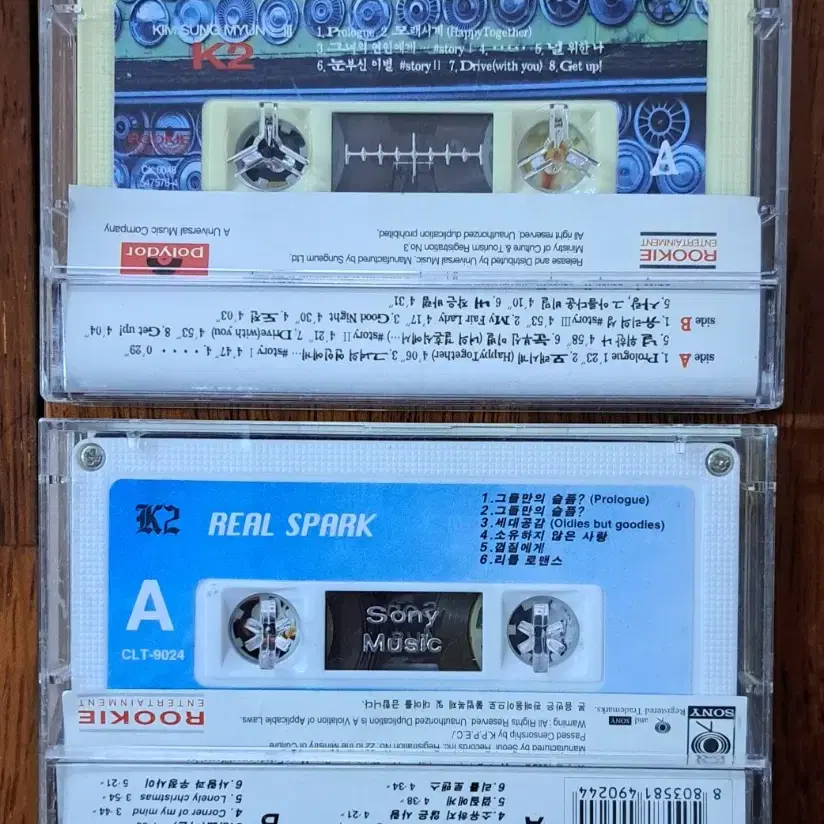 KIM SUNG MYUN
K2
1. Prologue 2. 모래시계 (HappyTogether)
3. 그녀의 연인에게 … #story I 4. ····· 5. 널 위한 나
6. 눈부신 이별 #story II 7. Drive(with you) 8. Get up!
ROOKIE
A
ROOKIE
ENTERTAINMENT
Release and Distributed by Universal Music, Manufactured by Sungeum Ltd.
Ministry of Culture & Tourism Registration No.3
All right reserved. Unauthorized duplication prohibited.
polydor
A Universal Music Company
side A
1. Prologue 1´23˝ 2. 모래시계 (HappyTogether) 4´06˝ 3. 그녀의 연인에게… #story I 4´47˝ 4. ····· 0´29˝
5. 널 위한 나 4´58˝ 6. 눈부신 이별 (너의 결혼식에서…) #story II 4´21˝ 7. Drive(with you) 4´53˝ 8. Get up! 4´04˝
side B
1. 유리의 성 #story III 4´53˝ 2. My Fair Lady 4´17˝ 3. Good Night 4´30˝ 4. 도전 4´03˝
5. 사랑, 그 아름다운 비밀 4´10˝ 6. 내 작은 바램 4´31˝
K2 REAL SPARK
1.그들만의 슬픔? (Prologue)
2.그들만의 슬픔?
3.세대공감 (Oldies but goodies)
4.소유하지 않은 사랑
5.껍질에게
6.리틀 로맨스
A
CLT-9024
Sony
Music
SONY
Registered Trademarks.
and SONY
Manufactured by Seoul Records Inc. Registration No. 22 to the Ministry of Culture
Passed Censorship by K.P.P.E.C./
Warning: All Rights Reserved. Unauthorized Duplication is A Violation of Applicable Laws.
본 음반은 판매용이므로 불법복제 및 대여를 금합니다.
ROOKIE
ENTERTAINMENT
A
4.소유하지 않은 사랑 4´21˝
5.껍질에게 4´38˝
6.리틀 로맨스 4´34˝
B
4. Corner of my mind 3´44˝
5. Lonely christmas 3´54˝
6.사랑과 우정사이 5´21˝
8 803581 490244